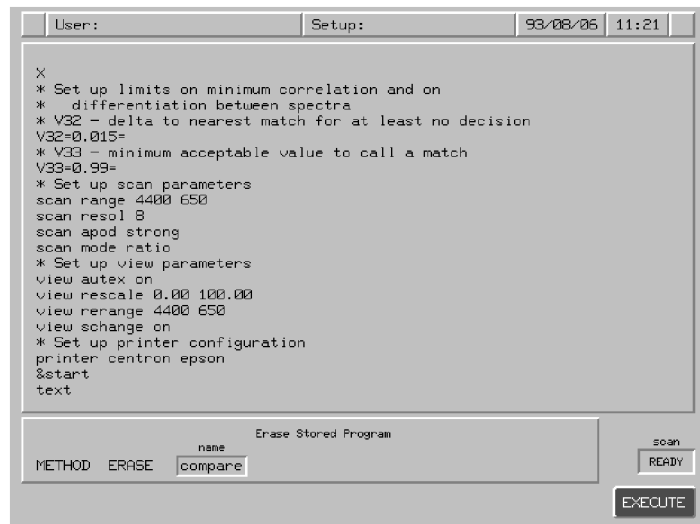 User: Setup: 93/08/06 11:21
X
* Set up limits on minimum correlation and on
* differentiation between spectra
* V32 - delta to nearest match for at least no decision
V32=0.015=
* V33 - minimum acceptable value to call a match
V33=0.99=
* Set up scan parameters
scan range 4400 650
scan resol 8
scan apod strong
scan mode ratio
* Set up view parameters
view autex on
view rescale 0.00 100.00
view rerange 4400 650
view schange on
* Set up printer configuration
printer centron epson
&start
text
Erase Stored Program
name
scan
METHOD ERASE compare
READY
EXECUTE